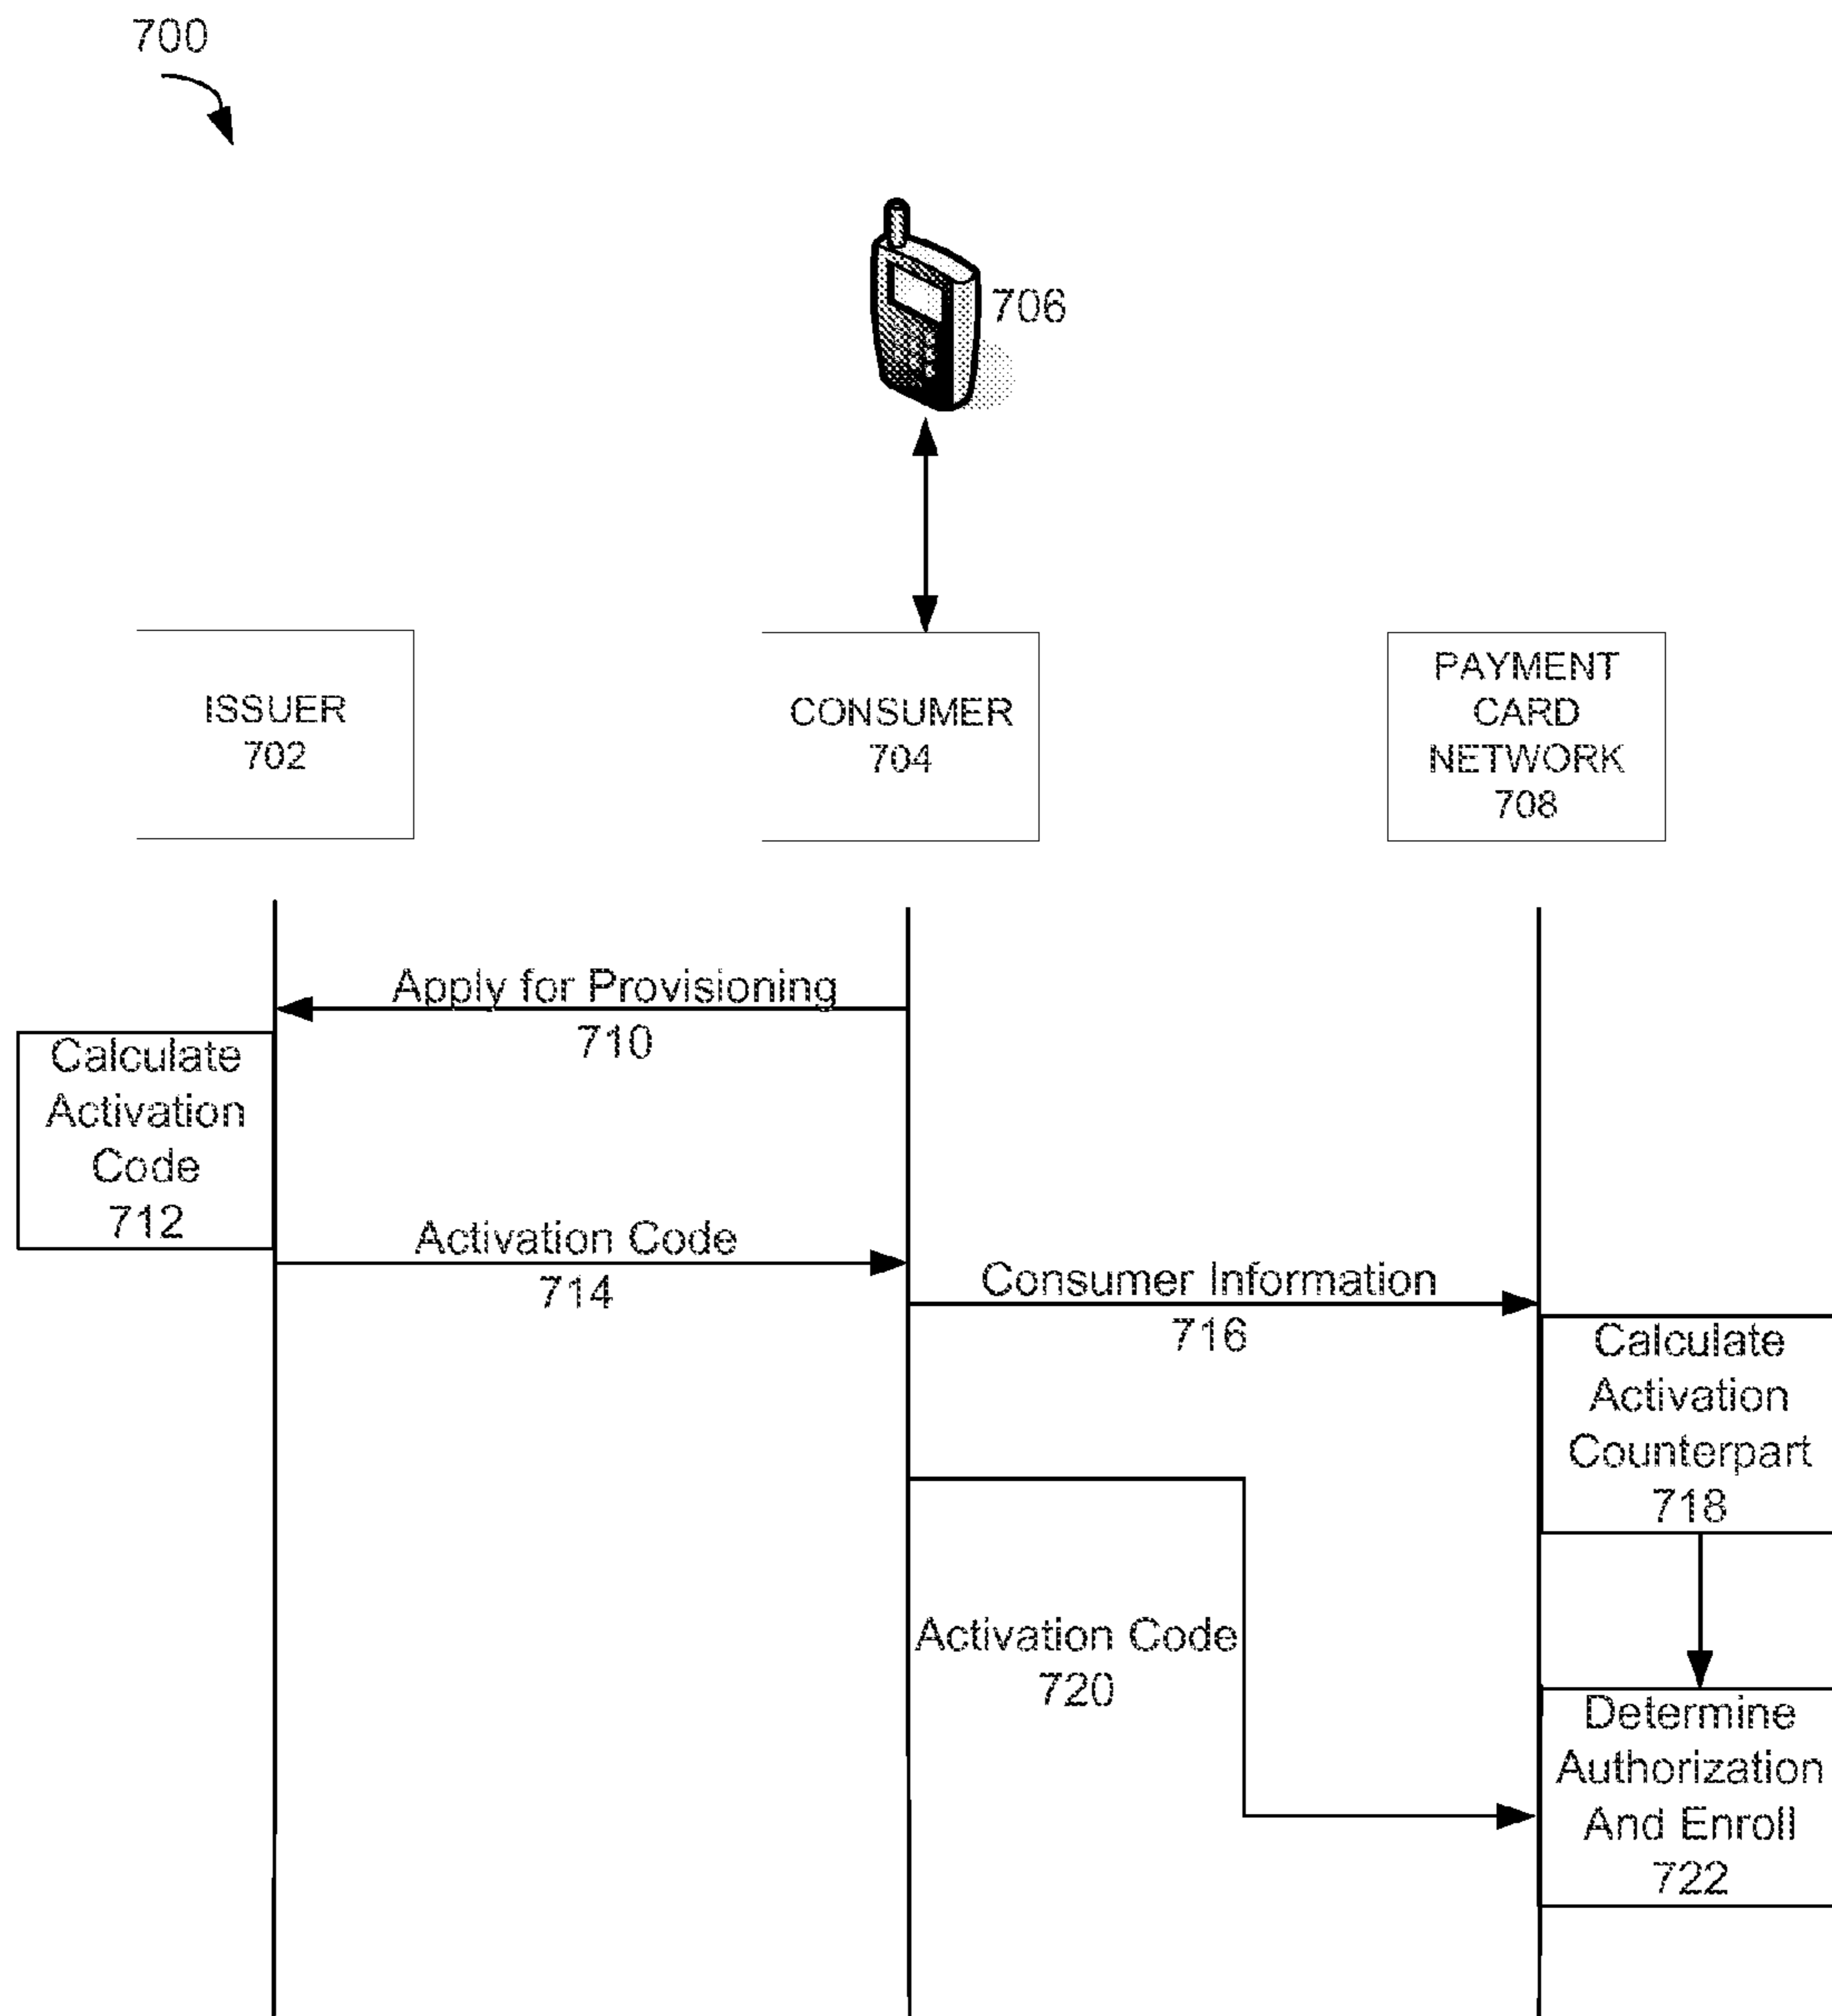 700
706
ISSUER
702
CONSUMER
704
PAYMENT
CARD
NETWORK
708
Apply for Provisioning
710
Calculate
Activation
Code
712
Activation Code
714
Consumer Information
716
Calculate
Activation
Counterpart
718
Activation Code
720
Determine
Authorization
And Enroll
722